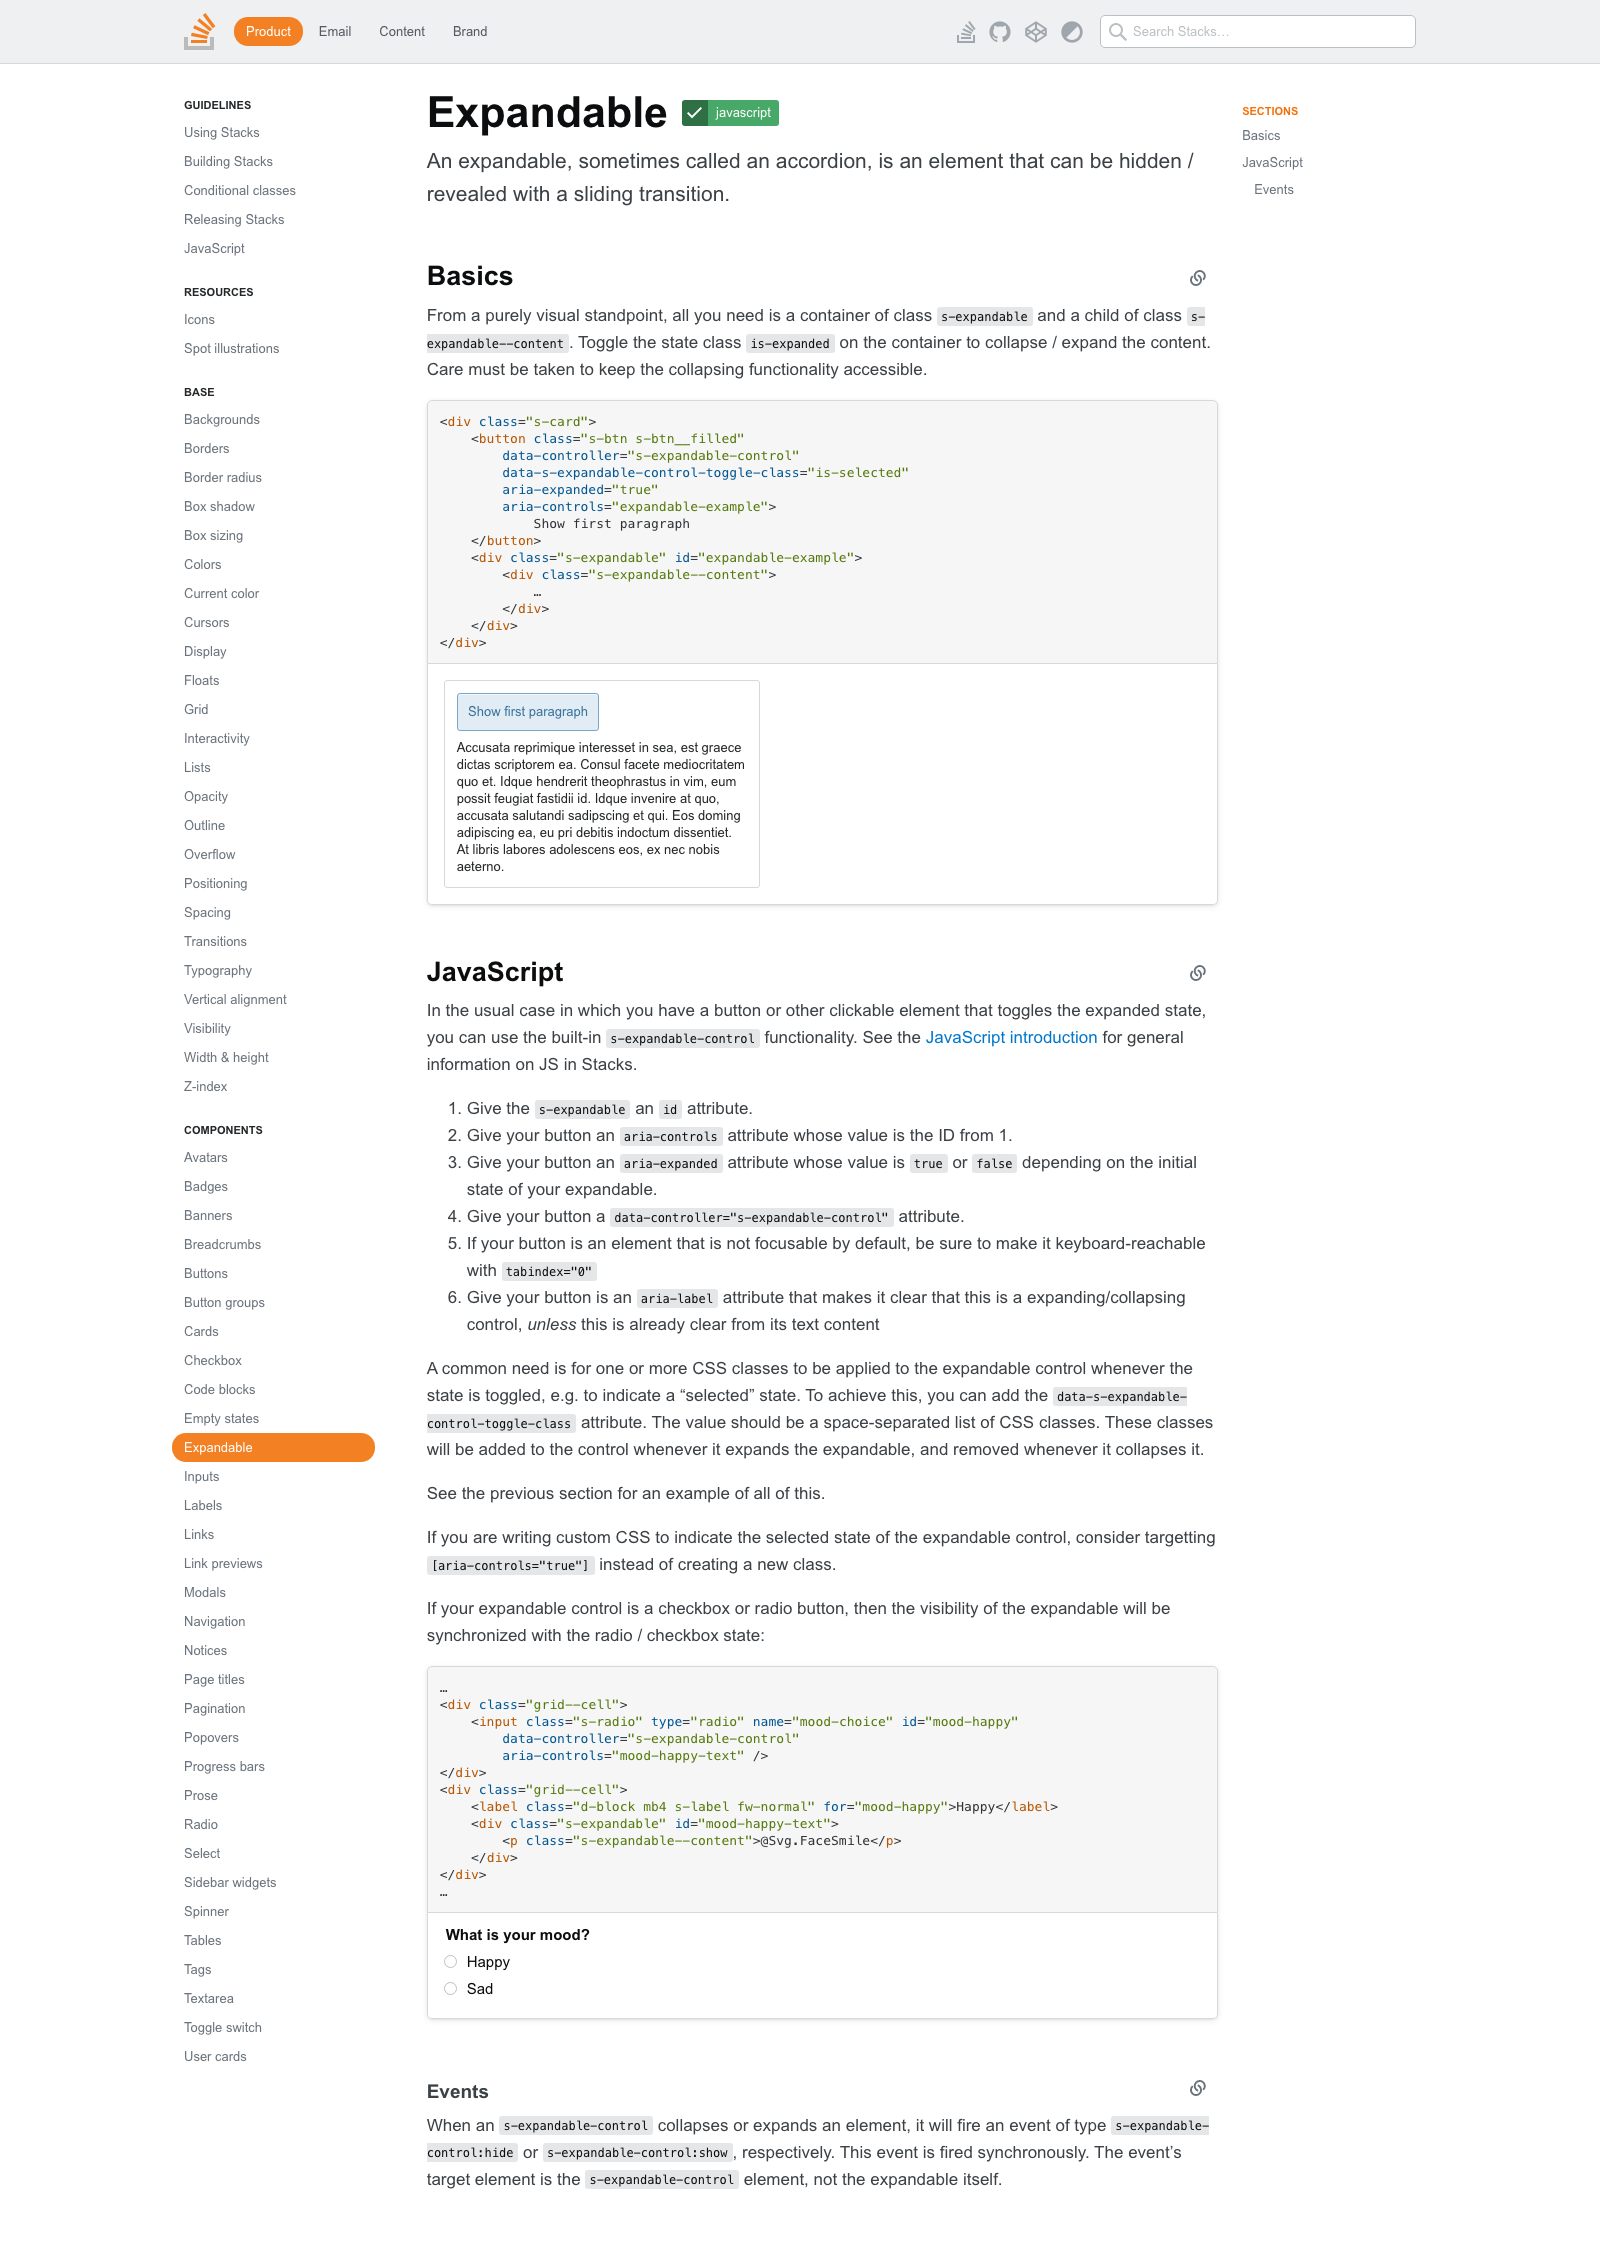 Product Email Content Brand Search Stacks…
GUIDELINES
Using Stacks
Building Stacks
Conditional classes
Releasing Stacks
JavaScript
RESOURCES
Icons
Spot illustrations
BASE
Backgrounds
Borders
Border radius
Box shadow
Box sizing
Colors
Current color
Cursors
Display
Floats
Grid
Interactivity
Lists
Opacity
Outline
Overflow
Positioning
Spacing
Transitions
Typography
Vertical alignment
Visibility
Width & height
Z-index
COMPONENTS
Avatars
Badges
Banners
Breadcrumbs
Buttons
Button groups
Cards
Checkbox
Code blocks
Empty states
Expandable
Inputs
Labels
Links
Link previews
Modals
Navigation
Notices
Page titles
Pagination
Popovers
Progress bars
Prose
Radio
Select
Sidebar widgets
Spinner
Tables
Tags
Textarea
Toggle switch
User cards
Expandable javascript
An expandable, sometimes called an accordion, is an element that can be hidden /
revealed with a sliding transition.
Basics
From a purely visual standpoint, all you need is a container of class s-expandable and a child of class s-
expandable--content. Toggle the state class is-expanded on the container to collapse / expand the content.
Care must be taken to keep the collapsing functionality accessible.
<div class="s-card">
    <button class="s-btn s-btn__filled"
        data-controller="s-expandable-control"
        data-s-expandable-control-toggle-class="is-selected"
        aria-expanded="true"
        aria-controls="expandable-example">
            Show first paragraph
    </button>
    <div class="s-expandable" id="expandable-example">
        <div class="s-expandable--content">
            …
        </div>
    </div>
</div>
Show first paragraph
Accusata reprimique interesset in sea, est graece
dictas scriptorem ea. Consul facete mediocritatem
quo et. Idque hendrerit theophrastus in vim, eum
possit feugiat fastidii id. Idque invenire at quo,
accusata salutandi sadipscing et qui. Eos doming
adipiscing ea, eu pri debitis indoctum dissentiet.
At libris labores adolescens eos, ex nec nobis
aeterno.
JavaScript
In the usual case in which you have a button or other clickable element that toggles the expanded state,
you can use the built-in s-expandable-control functionality. See the JavaScript introduction for general
information on JS in Stacks.
1. Give the s-expandable an id attribute.
2. Give your button an aria-controls attribute whose value is the ID from 1.
3. Give your button an aria-expanded attribute whose value is true or false depending on the initial
state of your expandable.
4. Give your button a data-controller="s-expandable-control" attribute.
5. If your button is an element that is not focusable by default, be sure to make it keyboard-reachable
with tabindex="0"
6. Give your button is an aria-label attribute that makes it clear that this is a expanding/collapsing
control, unless this is already clear from its text content
A common need is for one or more CSS classes to be applied to the expandable control whenever the
state is toggled, e.g. to indicate a “selected” state. To achieve this, you can add the data-s-expandable-
control-toggle-class attribute. The value should be a space-separated list of CSS classes. These classes
will be added to the control whenever it expands the expandable, and removed whenever it collapses it.
See the previous section for an example of all of this.
If you are writing custom CSS to indicate the selected state of the expandable control, consider targetting
[aria-controls="true"] instead of creating a new class.
If your expandable control is a checkbox or radio button, then the visibility of the expandable will be
synchronized with the radio / checkbox state:
…
<div class="grid--cell">
    <input class="s-radio" type="radio" name="mood-choice" id="mood-happy"
        data-controller="s-expandable-control"
        aria-controls="mood-happy-text" />
</div>
<div class="grid--cell">
    <label class="d-block mb4 s-label fw-normal" for="mood-happy">Happy</label>
    <div class="s-expandable" id="mood-happy-text">
        <p class="s-expandable--content">@Svg.FaceSmile</p>
    </div>
</div>
…
What is your mood?
Happy
Sad
Events
When an s-expandable-control collapses or expands an element, it will fire an event of type s-expandable-
control:hide or s-expandable-control:show, respectively. This event is fired synchronously. The event’s
target element is the s-expandable-control element, not the expandable itself.
SECTIONS
Basics
JavaScript
Events